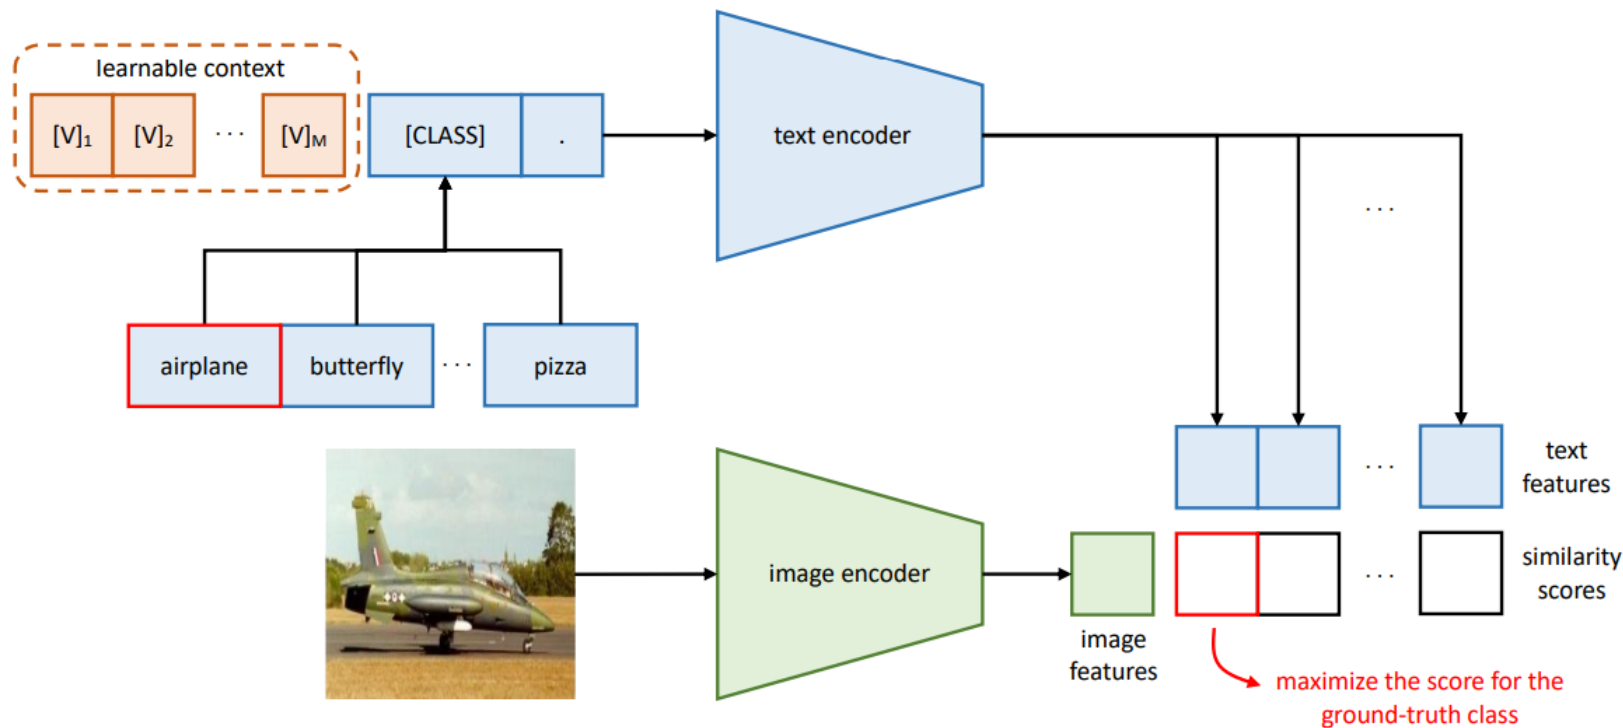 learnable context
[V]₁ [V]₂ ... [V]M [CLASS] .
text encoder
...
airplane butterfly ... pizza
... text
features
image encoder
... similarity
scores
image
features
maximize the score for the
ground-truth class